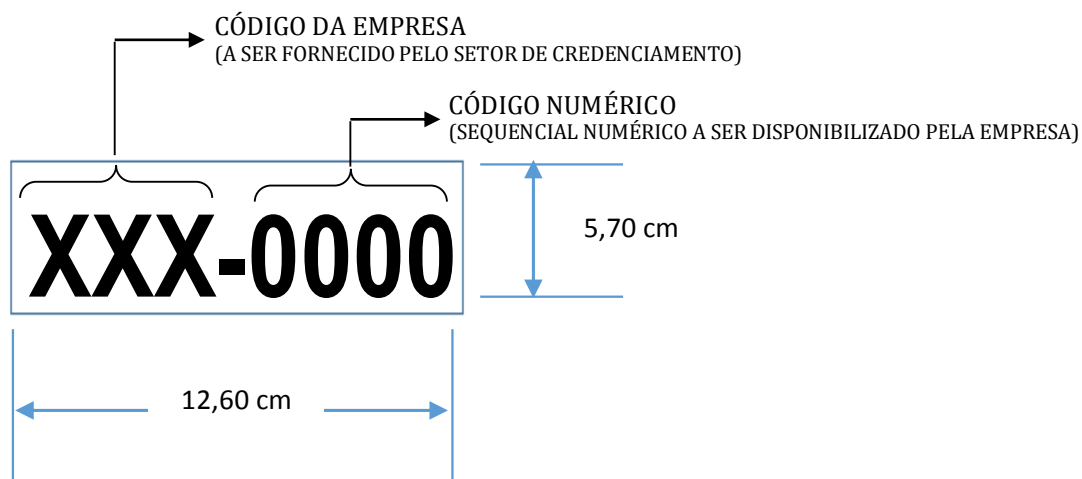 CÓDIGO DA EMPRESA
(A SER FORNECIDO PELO SETOR DE CREDENCIAMENTO)
CÓDIGO NUMÉRICO
(SEQUENCIAL NUMÉRICO A SER DISPONIBILIZADO PELA EMPRESA)
XXX-0000
5,70 cm
12,60 cm